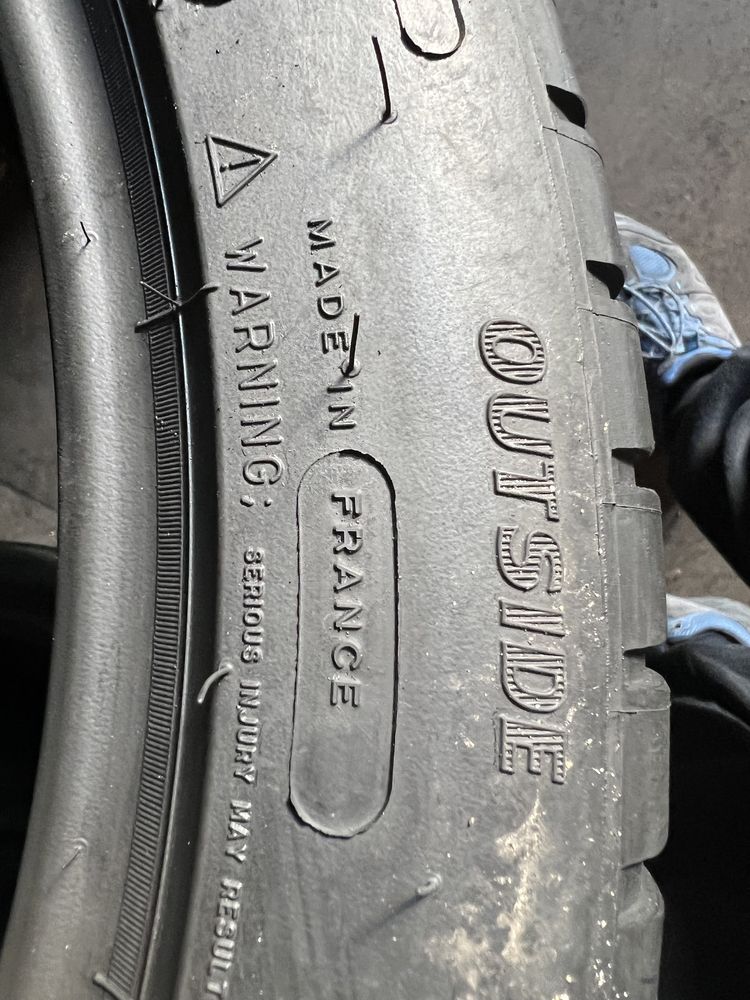 OUTSIDE
MADE IN FRANCE
WARNING: SERIOUS INJURY MAY RESULT